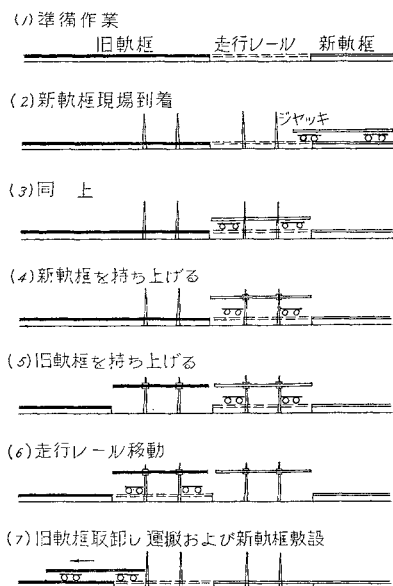 (1)準備作業
旧軌框 走行レール 新軌框
(2)新軌框現場到着
ジャッキ
(3)同 上
(4)新軌框を持ち上げる
(5)旧軌框を持ち上げる
(6)走行レール移動
(7)旧軌框取卸し運搬および新軌框敷設